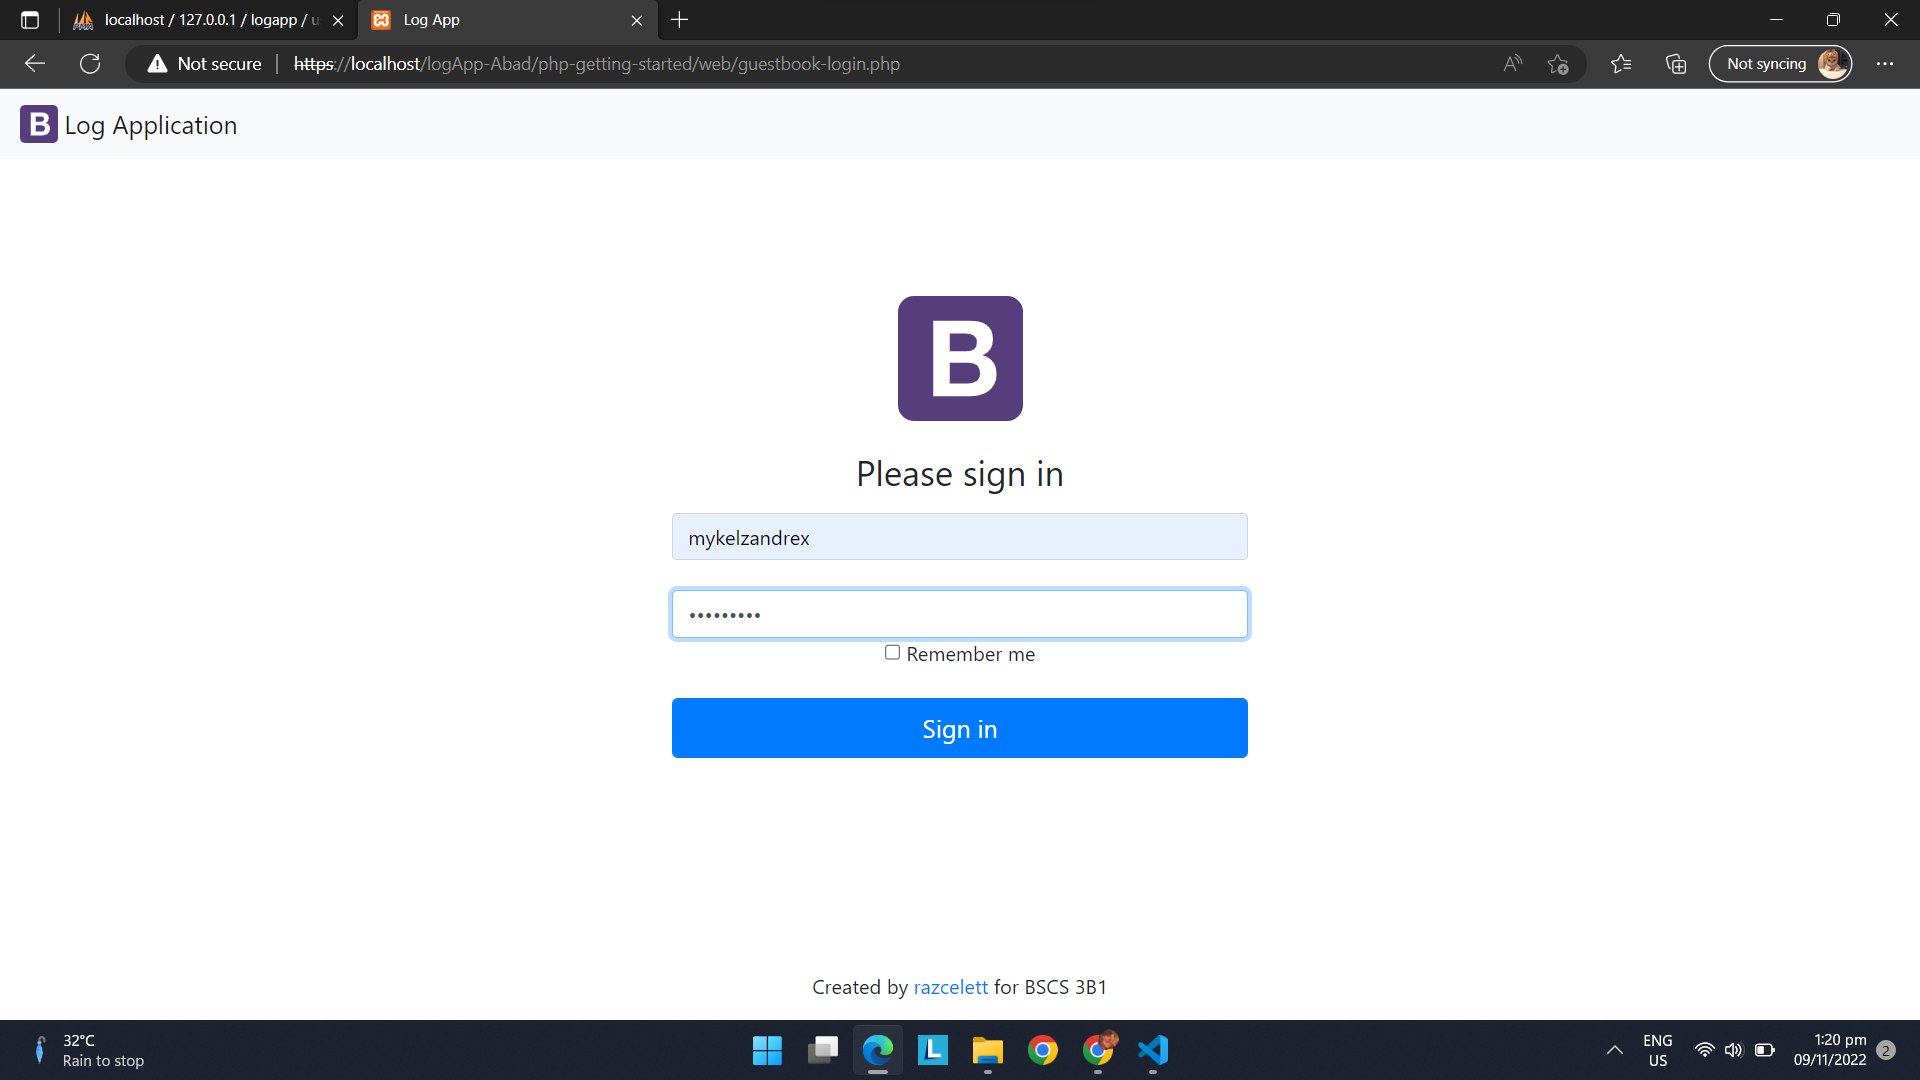 localhost / 127.0.0.1 / logapp / u
Log App
Not secure
https://localhost/logApp-Abad/php-getting-started/web/guestbook-login.php
Not syncing
B Log Application
B
Please sign in
mykelzandrex
•••••••••
Remember me
Sign in
Created by razcelett for BSCS 3B1
32°C
Rain to stop
L
ENG
US
1:20 pm
09/11/2022
2